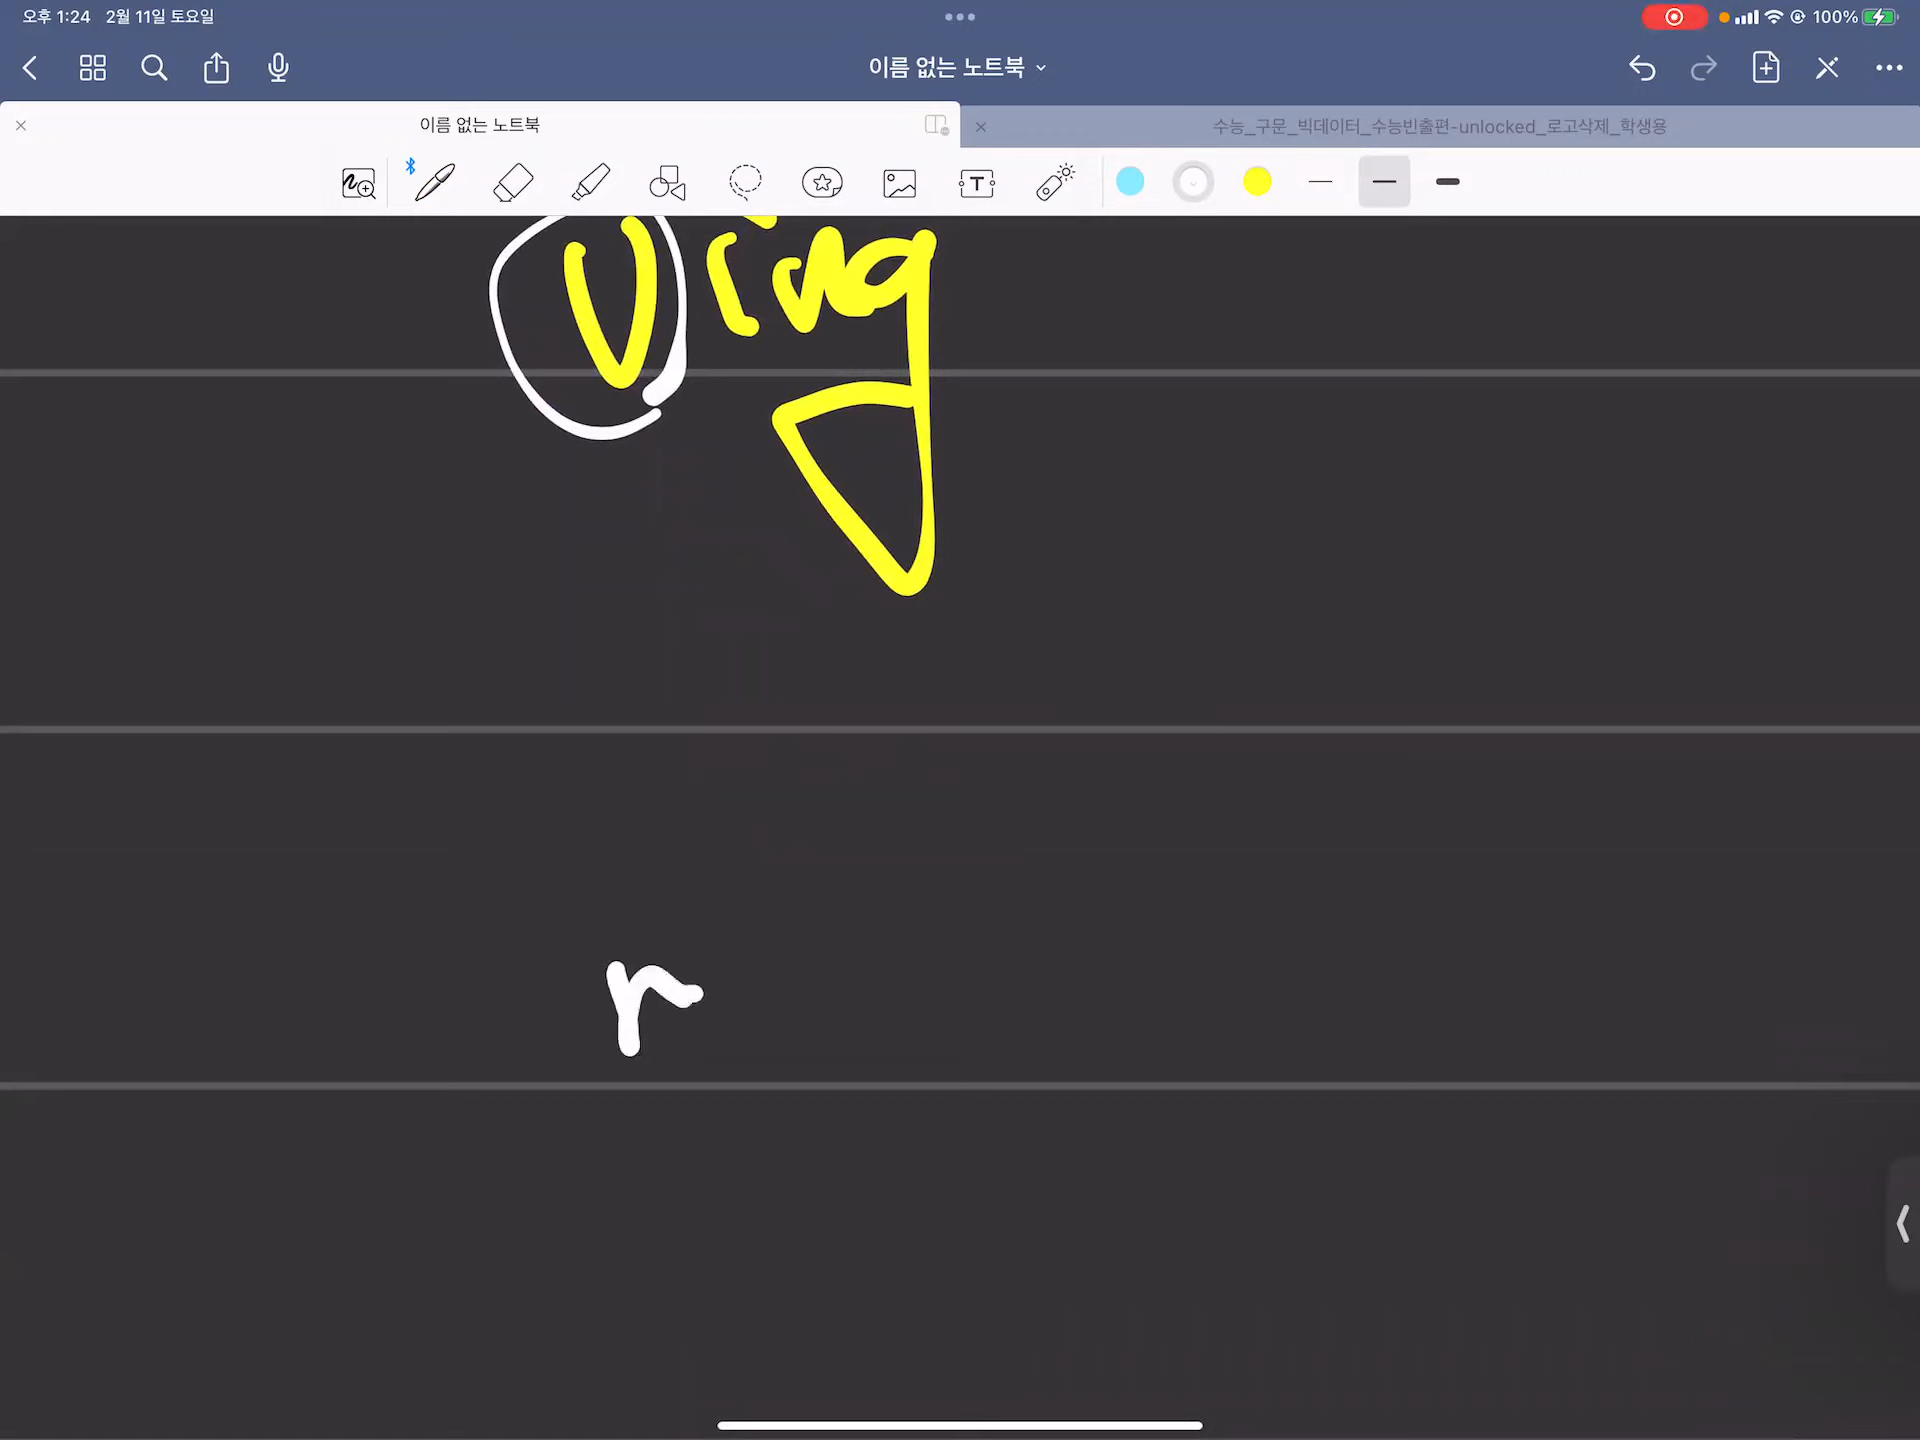 오후 1:24 2월 11일 토요일
100%
이름 없는 노트북
이름 없는 노트북
수능_구문_빅데이터_수능빈출편-unlocked_로고삭제_학생용
T
Ving
r